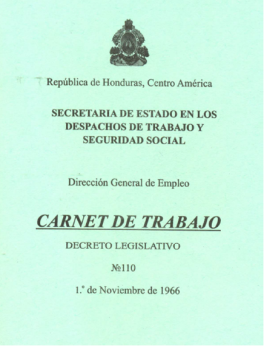 República de Honduras, Centro América
SECRETARIA DE ESTADO EN LOS
DESPACHOS DE TRABAJO Y
SEGURIDAD SOCIAL
Dirección General de Empleo
CARNET DE TRABAJO
DECRETO LEGISLATIVO
№110
1.º de Noviembre de 1966